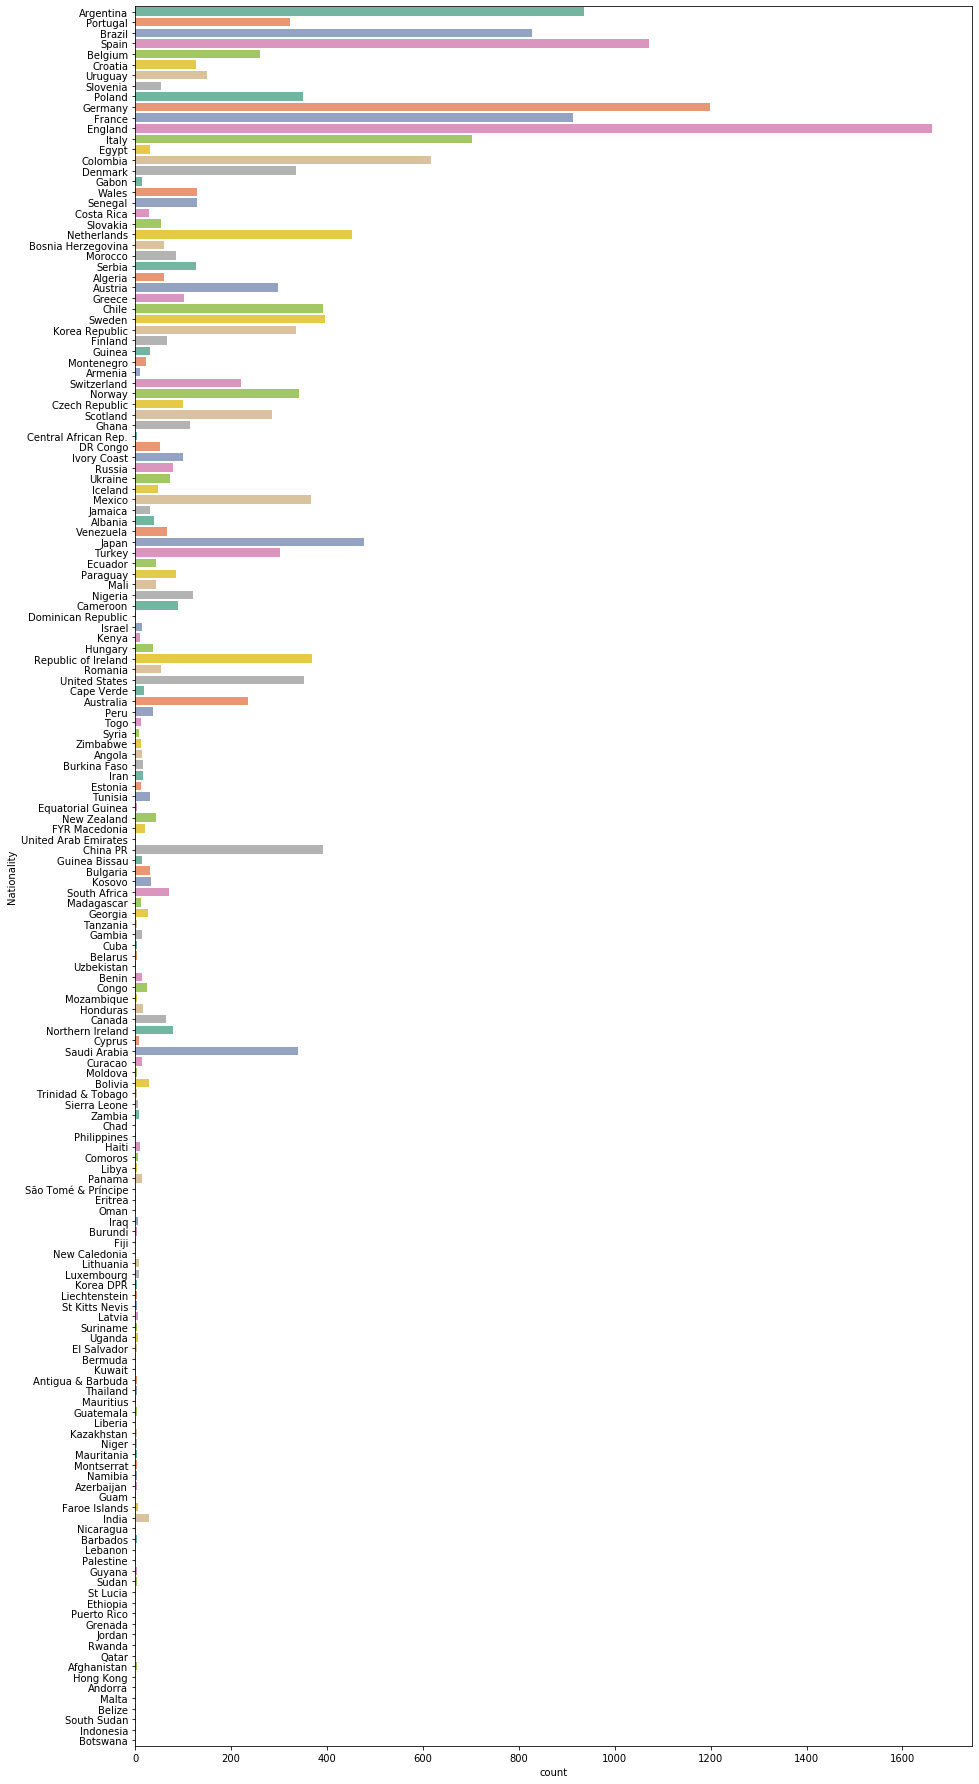 Argentina
Portugal
Brazil
Spain
Belgium
Croatia
Uruguay
Slovenia
Poland
Germany
France
England
Italy
Egypt
Colombia
Denmark
Gabon
Wales
Senegal
Costa Rica
Slovakia
Netherlands
Bosnia Herzegovina
Morocco
Serbia
Algeria
Austria
Greece
Chile
Sweden
Korea Republic
Finland
Guinea
Montenegro
Armenia
Switzerland
Norway
Czech Republic
Scotland
Ghana
Central African Rep.
DR Congo
Ivory Coast
Russia
Ukraine
Iceland
Mexico
Jamaica
Albania
Venezuela
Japan
Turkey
Ecuador
Paraguay
Mali
Nigeria
Cameroon
Dominican Republic
Israel
Kenya
Hungary
Republic of Ireland
Romania
United States
Cape Verde
Australia
Peru
Togo
Syria
Zimbabwe
Angola
Burkina Faso
Iran
Estonia
Tunisia
Equatorial Guinea
New Zealand
FYR Macedonia
United Arab Emirates
China PR
Guinea Bissau
Bulgaria
Kosovo
South Africa
Madagascar
Georgia
Tanzania
Gambia
Cuba
Belarus
Uzbekistan
Benin
Congo
Mozambique
Honduras
Canada
Northern Ireland
Cyprus
Saudi Arabia
Curacao
Moldova
Bolivia
Trinidad & Tobago
Sierra Leone
Zambia
Chad
Philippines
Haiti
Comoros
Libya
Panama
São Tomé & Príncipe
Eritrea
Oman
Iraq
Burundi
Fiji
New Caledonia
Lithuania
Luxembourg
Korea DPR
Liechtenstein
St Kitts Nevis
Latvia
Suriname
Uganda
El Salvador
Bermuda
Kuwait
Antigua & Barbuda
Thailand
Mauritius
Guatemala
Liberia
Kazakhstan
Niger
Mauritania
Montserrat
Namibia
Azerbaijan
Guam
Faroe Islands
India
Nicaragua
Barbados
Lebanon
Palestine
Guyana
Sudan
St Lucia
Ethiopia
Puerto Rico
Grenada
Jordan
Rwanda
Qatar
Afghanistan
Hong Kong
Andorra
Malta
Belize
South Sudan
Indonesia
Botswana
Nationality
0 200 400 600 800 1000 1200 1400 1600
count